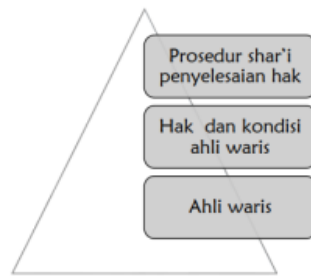 Prosedur shar`i
penyelesaian hak
Hak dan kondisi
ahli waris
Ahli waris